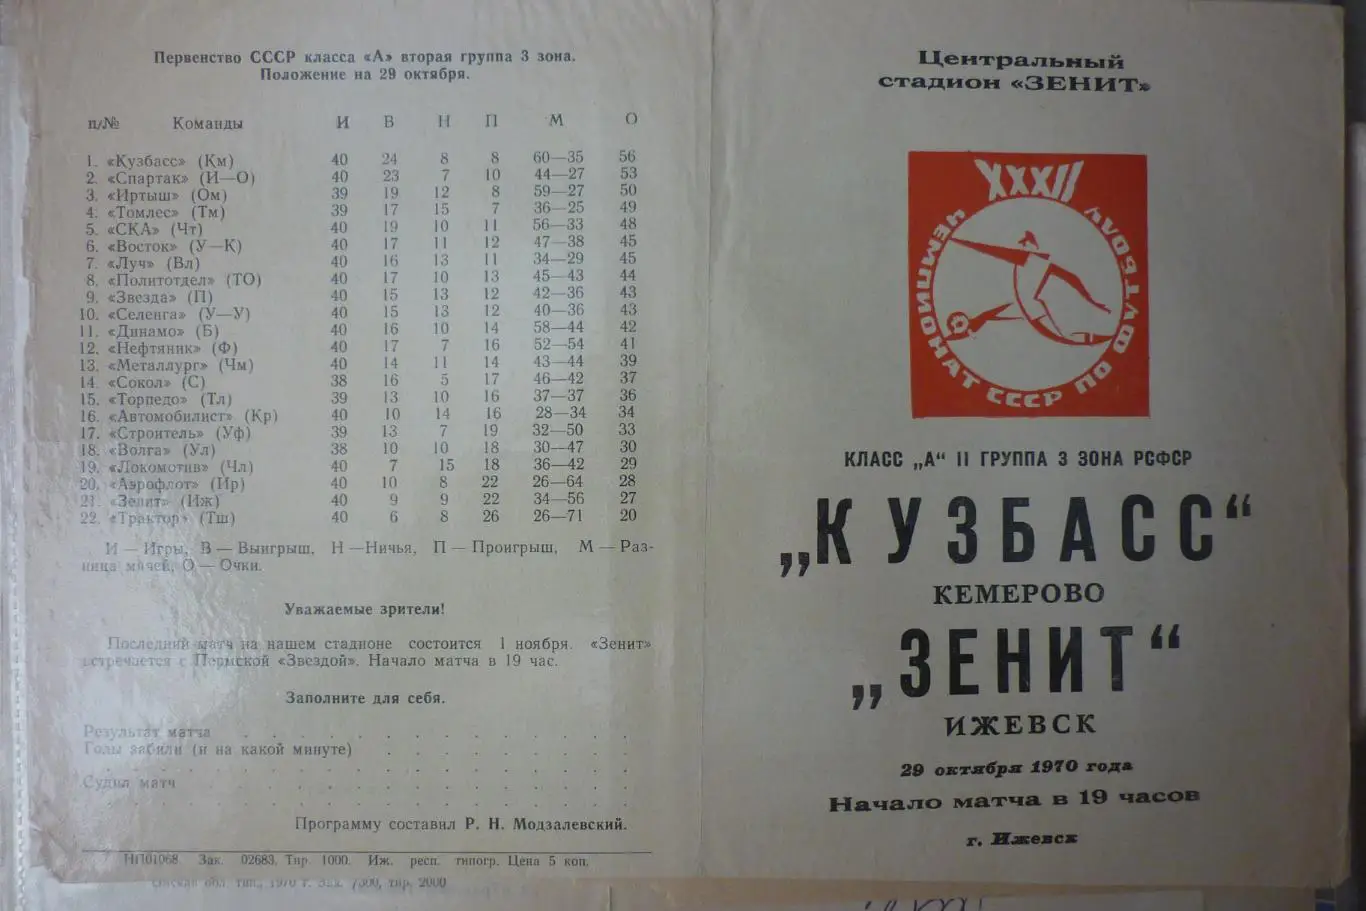 Первенство СССР класса «А» вторая группа 3 зона.
Положение на 29 октября.
п/№ Команды И В Н П М О
1. «Кузбасс» (Км) 40 24 8 8 60—35 56
2. «Спартак» (И—О) 40 23 7 10 44—27 53
3. «Иртыш» (Ом) 39 19 12 8 59—27 50
4. «Томлес» (Тм) 39 17 15 7 36—25 49
5. «СКА» (Чт) 40 19 10 11 56—33 48
6. «Восток» (У—К) 40 17 11 12 47—38 45
7. «Луч» (Вл) 40 16 13 11 34—29 45
8. «Политотдел» (ТО) 40 17 10 13 45—43 44
9. «Звезда» (П) 40 15 13 12 42—36 43
10. «Селенга» (У—У) 40 15 13 12 40—36 43
11. «Динамо» (Б) 40 16 10 14 58—44 42
12. «Нефтяник» (Ф) 40 17 7 16 52—54 41
13. «Металлург» (Чм) 40 14 11 14 43—44 39
14. «Сокол» (С) 38 16 5 17 46—42 37
15. «Торпедо» (Тл) 39 13 10 16 37—37 36
16. «Автомобилист» (Кр) 40 10 14 16 28—34 34
17. «Строитель» (Уф) 39 13 7 19 32—50 33
18. «Волга» (Ул) 38 10 10 18 30—47 30
19. «Локомотив» (Чл) 40 7 15 18 36—42 29
20. «Аэрофлот» (Ир) 40 10 8 22 26—64 28
21. «Зенит» (Иж) 40 9 9 22 34—56 27
22. «Трактор» (Тш) 40 6 8 26 26—71 20
И — Игры, В — Выигрыш, Н —Ничья, П — Проигрыш, М — Раз-
ница мячей, О — Очки.
Уважаемые зрители!
Последний матч на нашем стадионе состоится 1 ноября. «Зенит»
встречается с Пермской «Звездой». Начало матча в 19 час.
Заполните для себя.
Результат матча
Голы забили (и на какой минуте)
Судил матч
Программу составил Р. Н. Модзалевский.
НП01068. Зак. 02683. Тир. 1000. Иж. респ. типогр. Цена 5 коп.
Омская обл. тип., 1970 г. Зак. 7300, тир. 2000
Центральный
стадион «ЗЕНИТ»
XXXII
ЧЕМПИОНАТ СССР ПО ФУТБОЛУ
КЛАСС „А“ II ГРУППА 3 ЗОНА РСФСР
„КУЗБАСС“
КЕМЕРОВО
„ЗЕНИТ“
ИЖЕВСК
29 октября 1970 года
Начало матча в 19 часов
г. Ижевск